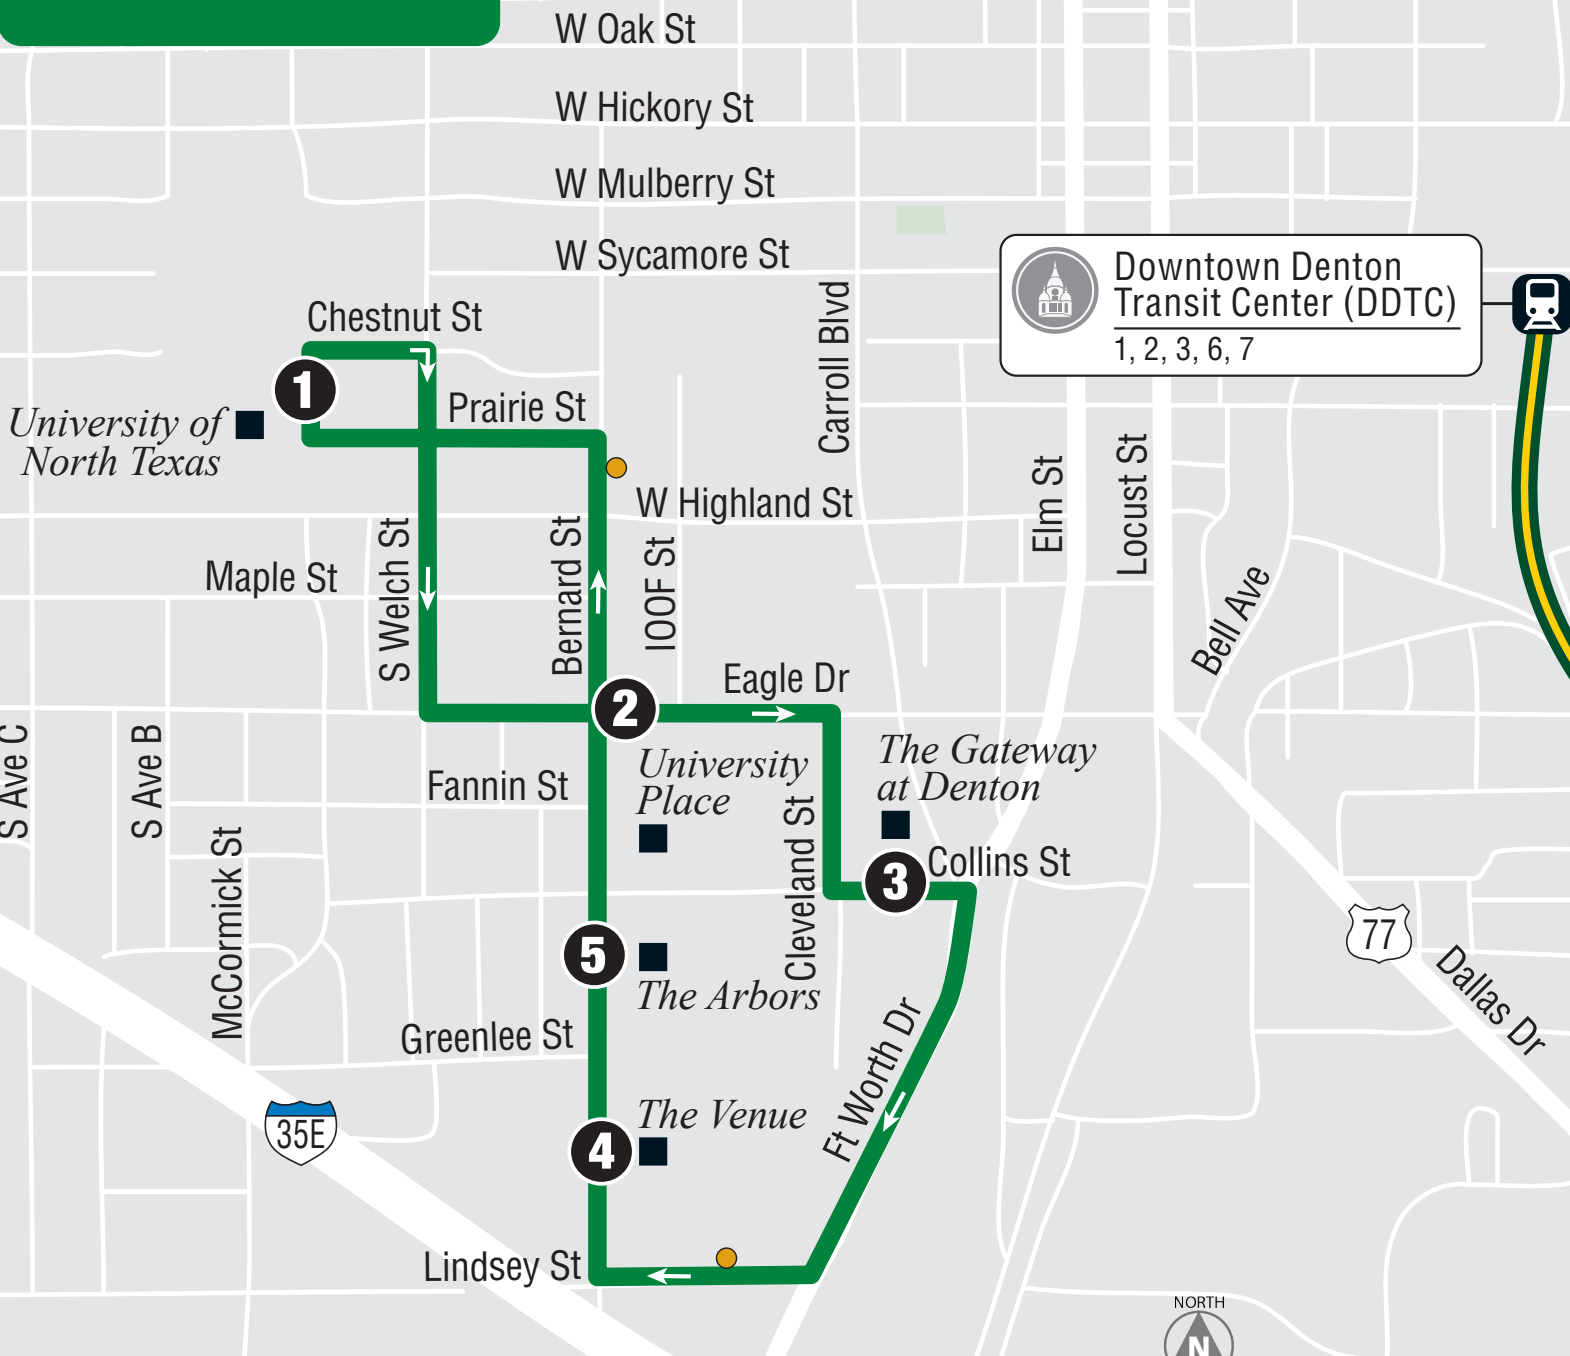 W Oak St
W Hickory St
W Mulberry St
W Sycamore St
Downtown Denton
Transit Center (DDTC)
1, 2, 3, 6, 7
Chestnut St
Carroll Blvd
1
Prairie St
University of
North Texas
W Highland St
Elm St
Locust St
Maple St
S Welch St
Bernard St
IOOF St
Bell Ave
Eagle Dr
2
S Ave C
S Ave B
University
Place
The Gateway
at Denton
Fannin St
Cleveland St
McCormick St
3
Collins St
77
Dallas Dr
5
The Arbors
Greenlee St
Ft Worth Dr
35E
The Venue
4
Lindsey St
NORTH
N